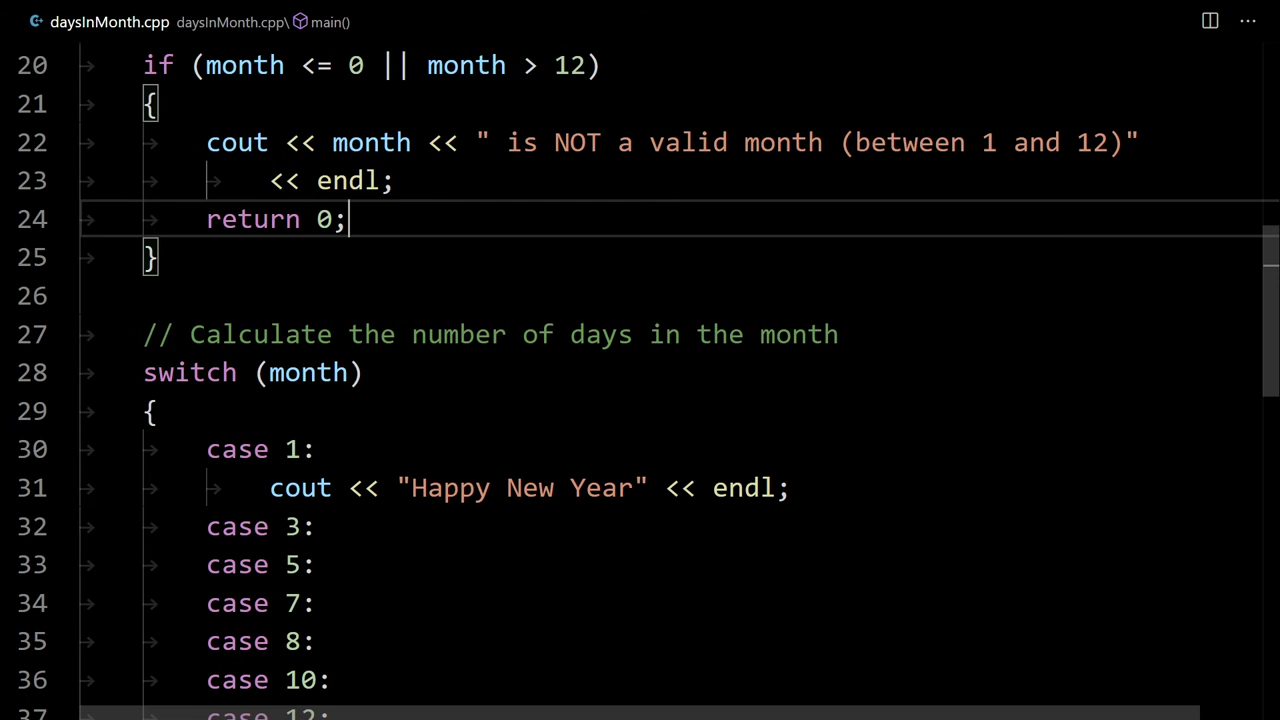 daysInMonth.cpp daysInMonth.cpp\ main()
20 if (month <= 0 || month > 12)
21 {
22 cout << month << " is NOT a valid month (between 1 and 12)"
23 << endl;
24 return 0;
25 }
26
27 // Calculate the number of days in the month
28 switch (month)
29 {
30 case 1:
31 cout << "Happy New Year" << endl;
32 case 3:
33 case 5:
34 case 7:
35 case 8:
36 case 10:
37 case 12: